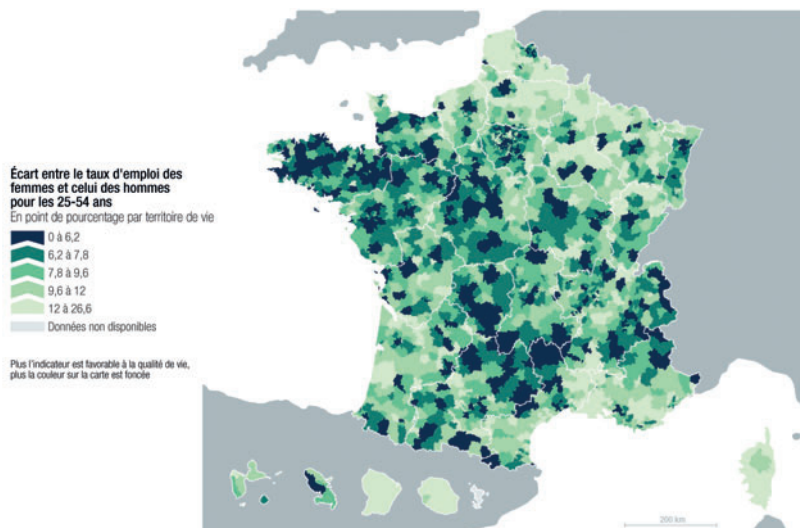 Écart entre le taux d'emploi des
femmes et celui des hommes
pour les 25-54 ans
En point de pourcentage par territoire de vie
0 à 6,2
6,2 à 7,8
7,8 à 9,6
9,6 à 12
12 à 26,6
Données non disponibles
Plus l'indicateur est favorable à la qualité de vie,
plus la couleur sur la carte est foncée
200 km